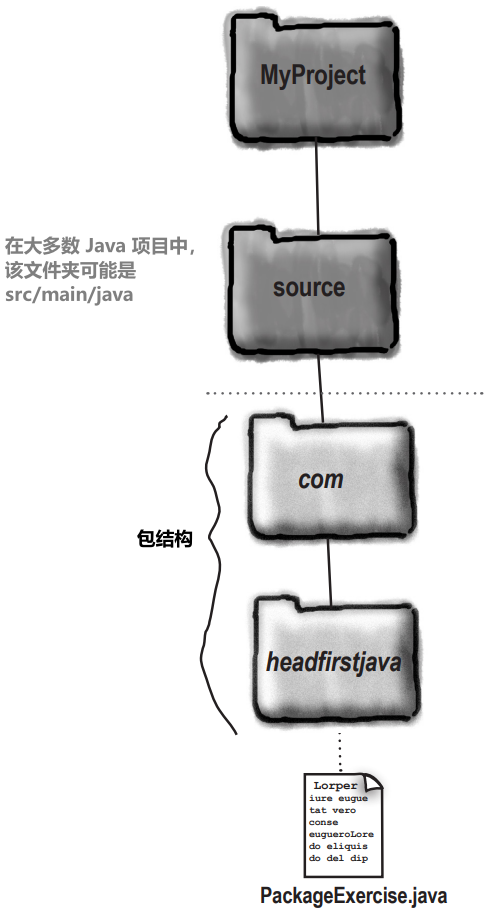 MyProject
在大多数 Java 项目中，
该文件夹可能是
src/main/java
source
com
包结构
headfirstjava
Lorper
iure eugue
tat vero
conse
eugueroLore
do eliquis
do del dip
PackageExercise.java